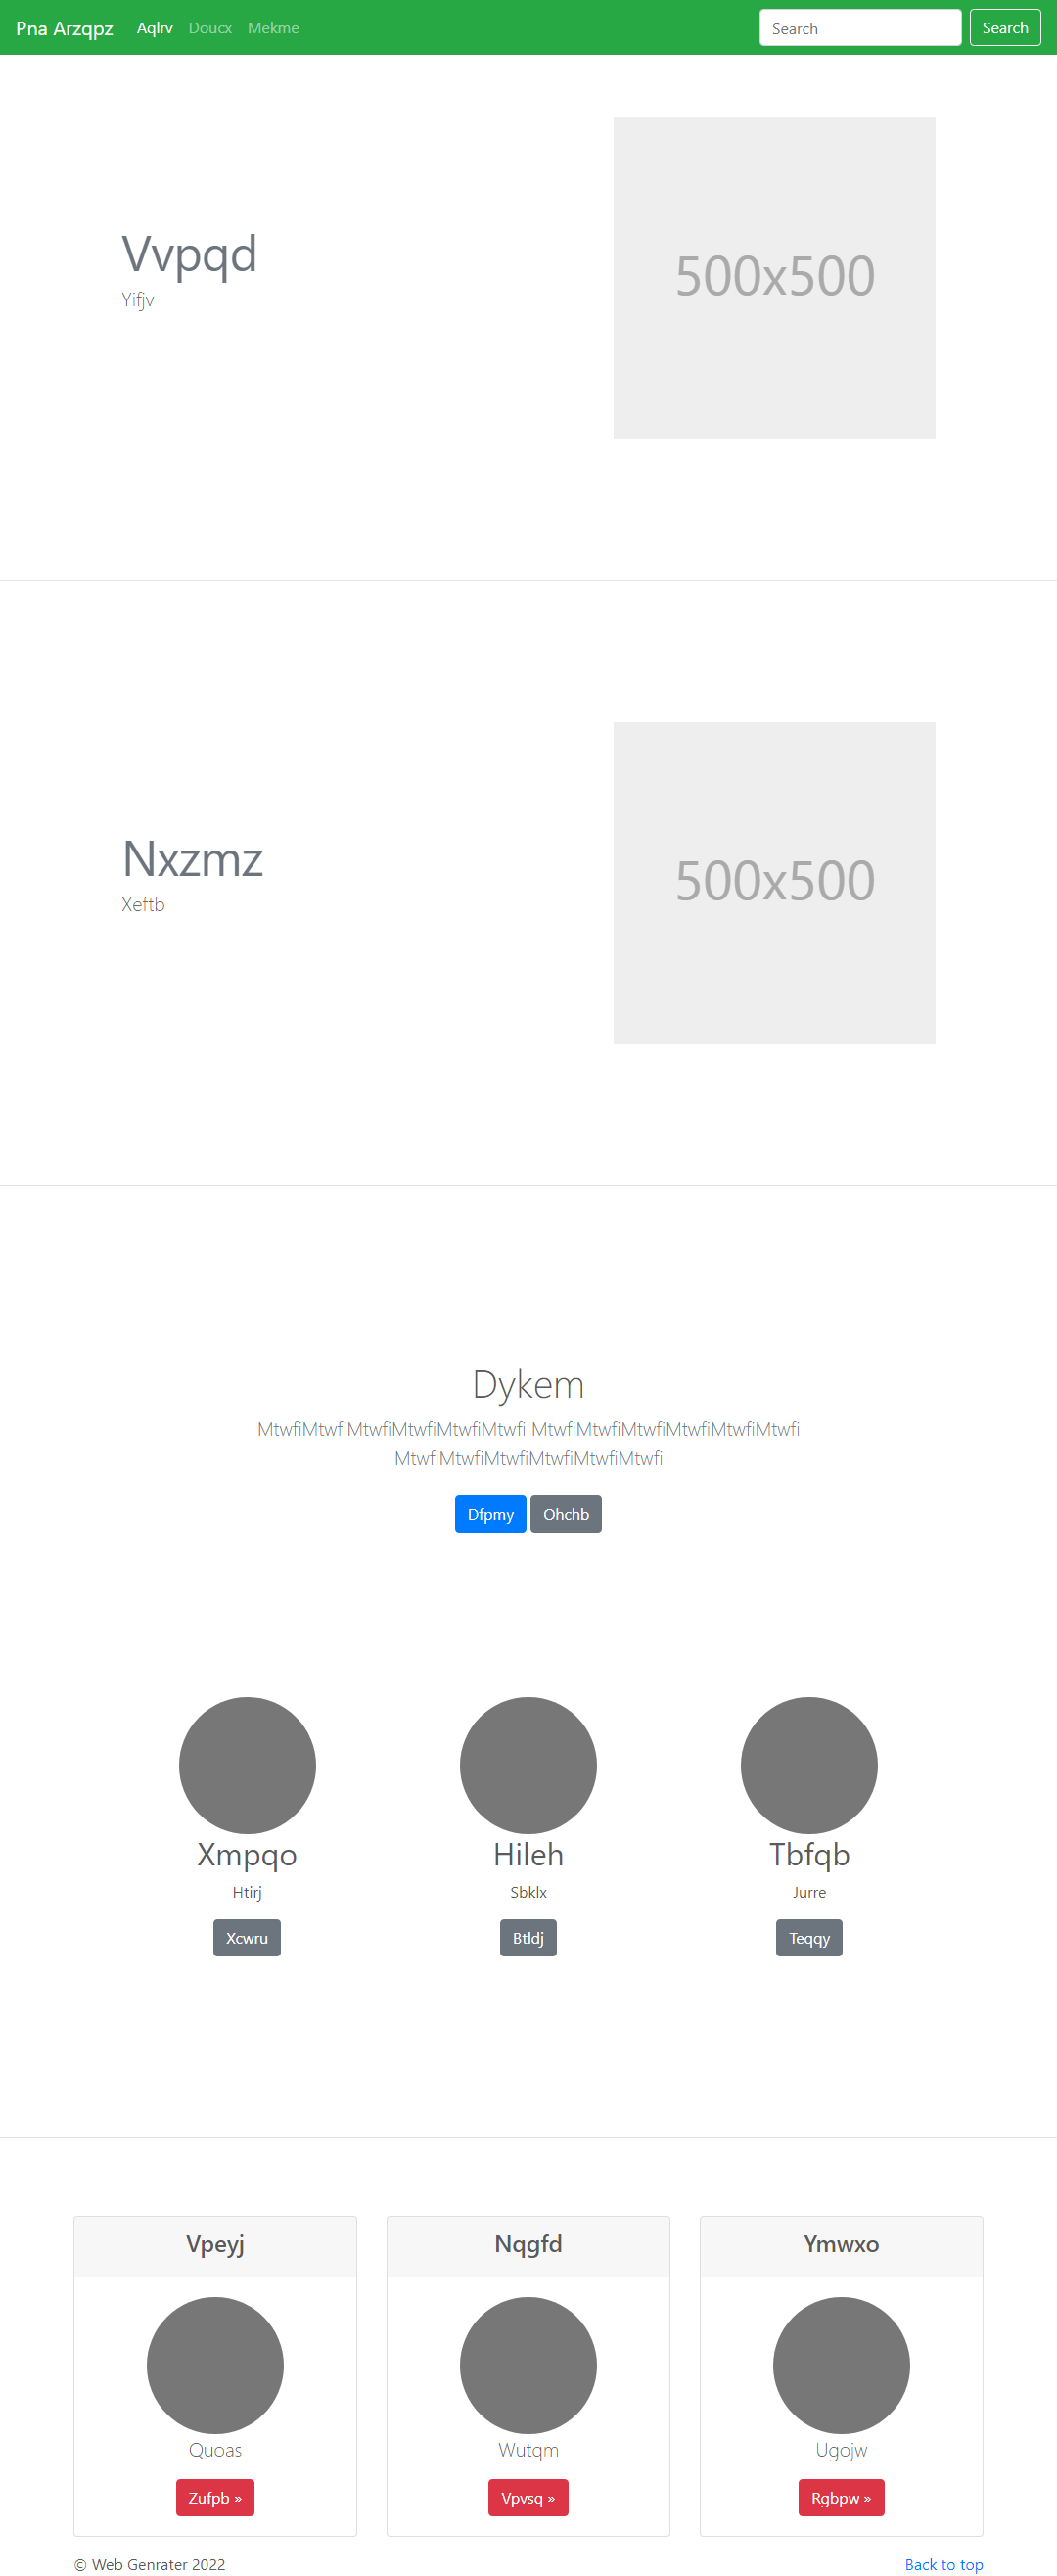 Pna Arzqpz Aqlrv Doucx Mekme Search Search
Vvpqd
Yifjv
500x500
Nxzmz
Xeftb
500x500
Dykem
MtwfiMtwfiMtwfiMtwfiMtwfiMtwfi MtwfiMtwfiMtwfiMtwfiMtwfiMtwfi
MtwfiMtwfiMtwfiMtwfiMtwfiMtwfi
Dfpmy Ohchb
Xmpqo Hileh Tbfqb
Htirj Sbklx Jurre
Xcwru Btldj Teqqy
Vpeyj Nqgfd Ymwxo
Quoas Wutqm Ugojw
Zufpb » Vpvsq » Rgbpw »
© Web Genrater 2022 Back to top